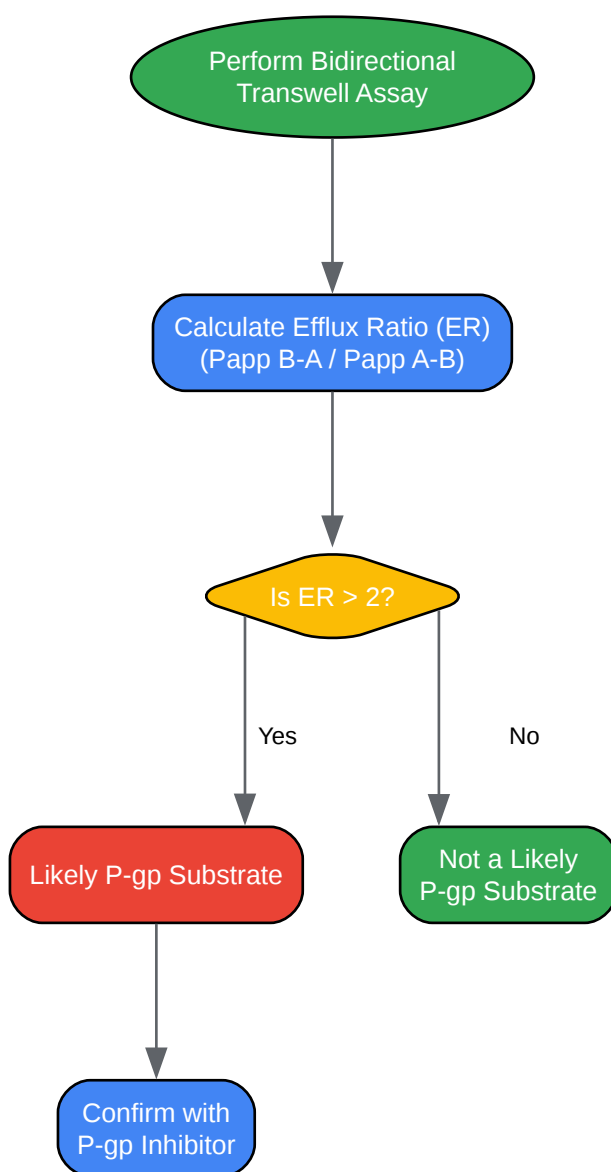 Perform Bidirectional
Transwell Assay
Calculate Efflux Ratio (ER)
(Papp B-A / Papp A-B)
Is ER > 2?
Yes
No
Likely P-gp Substrate
Not a Likely
P-gp Substrate
Confirm with
P-gp Inhibitor